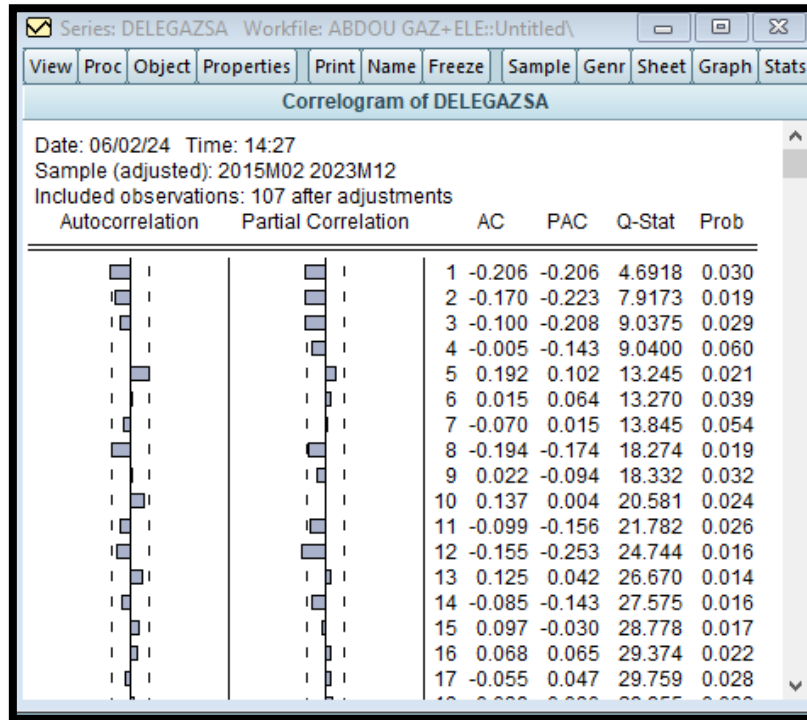 Series: DELEGAZSA Workfile: ABDOU GAZ+ELE::Untitled\
View Proc Object Properties Print Name Freeze Sample Genr Sheet Graph Stats
Correlogram of DELEGAZSA
Date: 06/02/24 Time: 14:27
Sample (adjusted): 2015M02 2023M12
Included observations: 107 after adjustments
Autocorrelation Partial Correlation AC PAC Q-Stat Prob
1 -0.206 -0.206 4.6918 0.030
2 -0.170 -0.223 7.9173 0.019
3 -0.100 -0.208 9.0375 0.029
4 -0.005 -0.143 9.0400 0.060
5 0.192 0.102 13.245 0.021
6 0.015 0.064 13.270 0.039
7 -0.070 0.015 13.845 0.054
8 -0.194 -0.174 18.274 0.019
9 0.022 -0.094 18.332 0.032
10 0.137 0.004 20.581 0.024
11 -0.099 -0.156 21.782 0.026
12 -0.155 -0.253 24.744 0.016
13 0.125 0.042 26.670 0.014
14 -0.085 -0.143 27.575 0.016
15 0.097 -0.030 28.778 0.017
16 0.068 0.065 29.374 0.022
17 -0.055 0.047 29.759 0.028